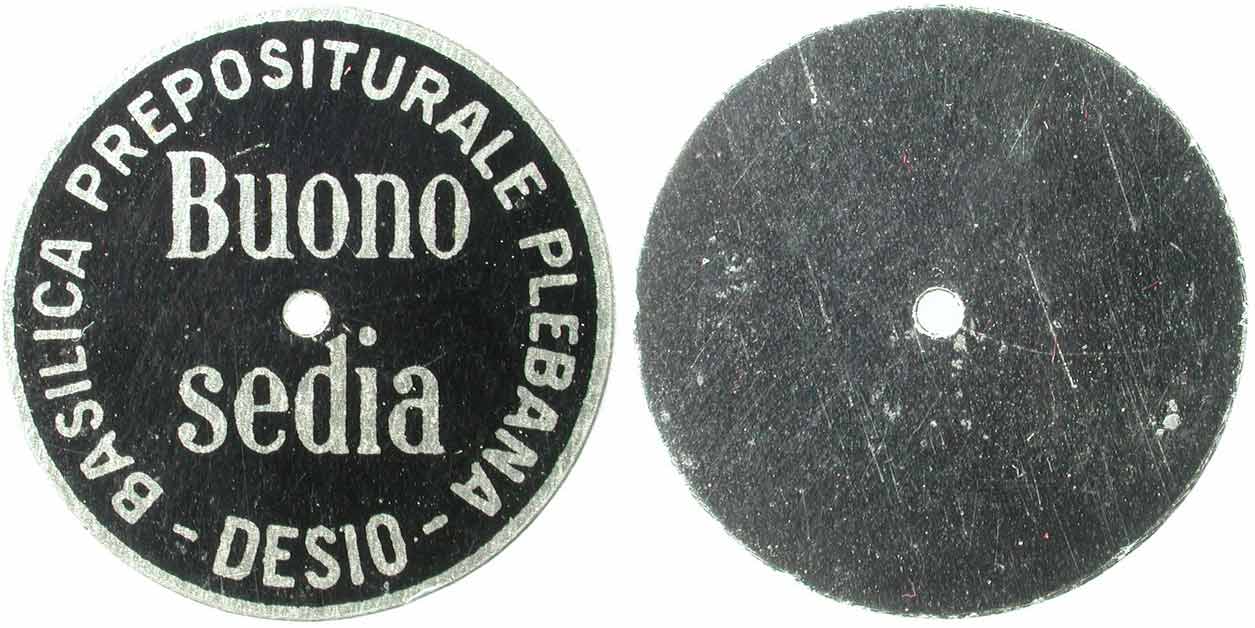 BASILICA PREPOSITURALE PLEBANA
- DESIO -
Buono
sedia